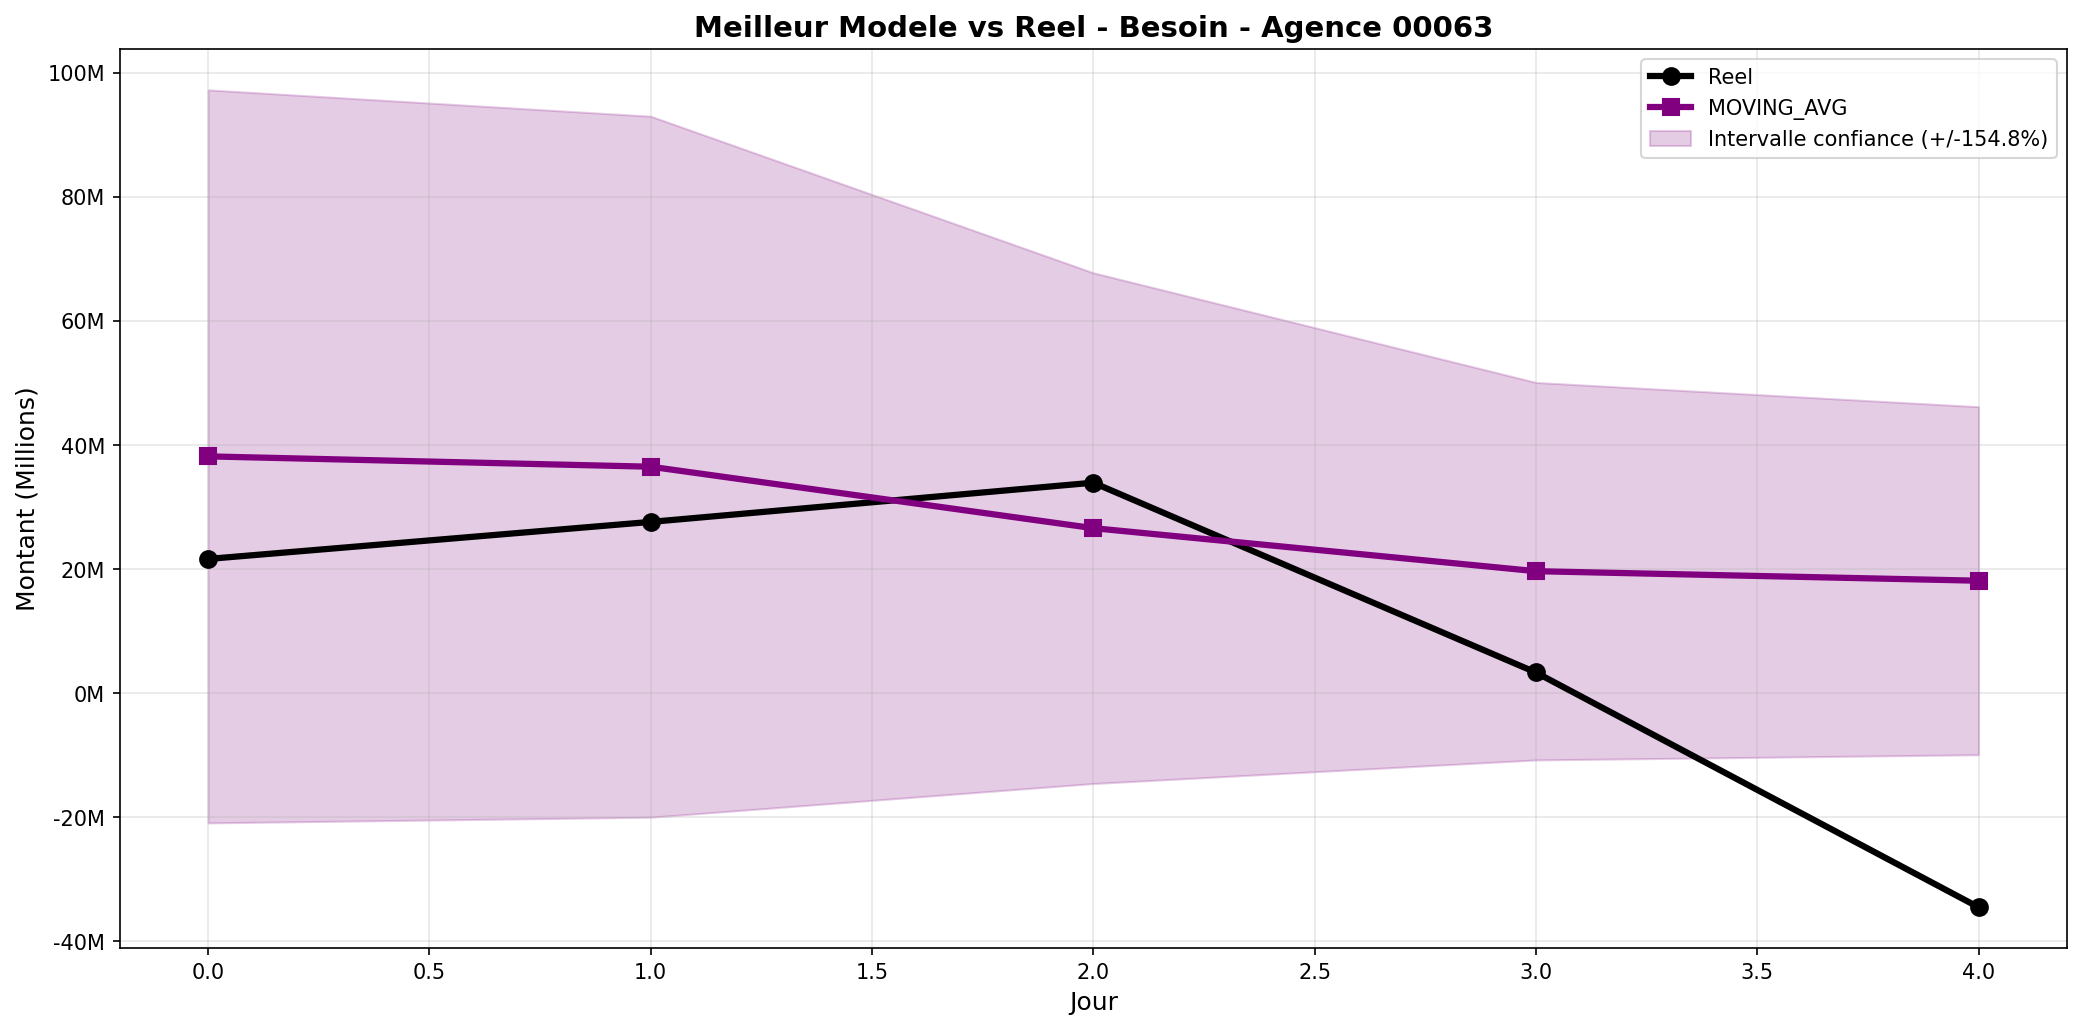 Meilleur Modele vs Reel - Besoin - Agence 00063
Reel
MOVING_AVG
Intervalle confiance (+/-154.8%)
Montant (Millions)
100M
80M
60M
40M
20M
0M
-20M
-40M
0.0 0.5 1.0 1.5 2.0 2.5 3.0 3.5 4.0
Jour